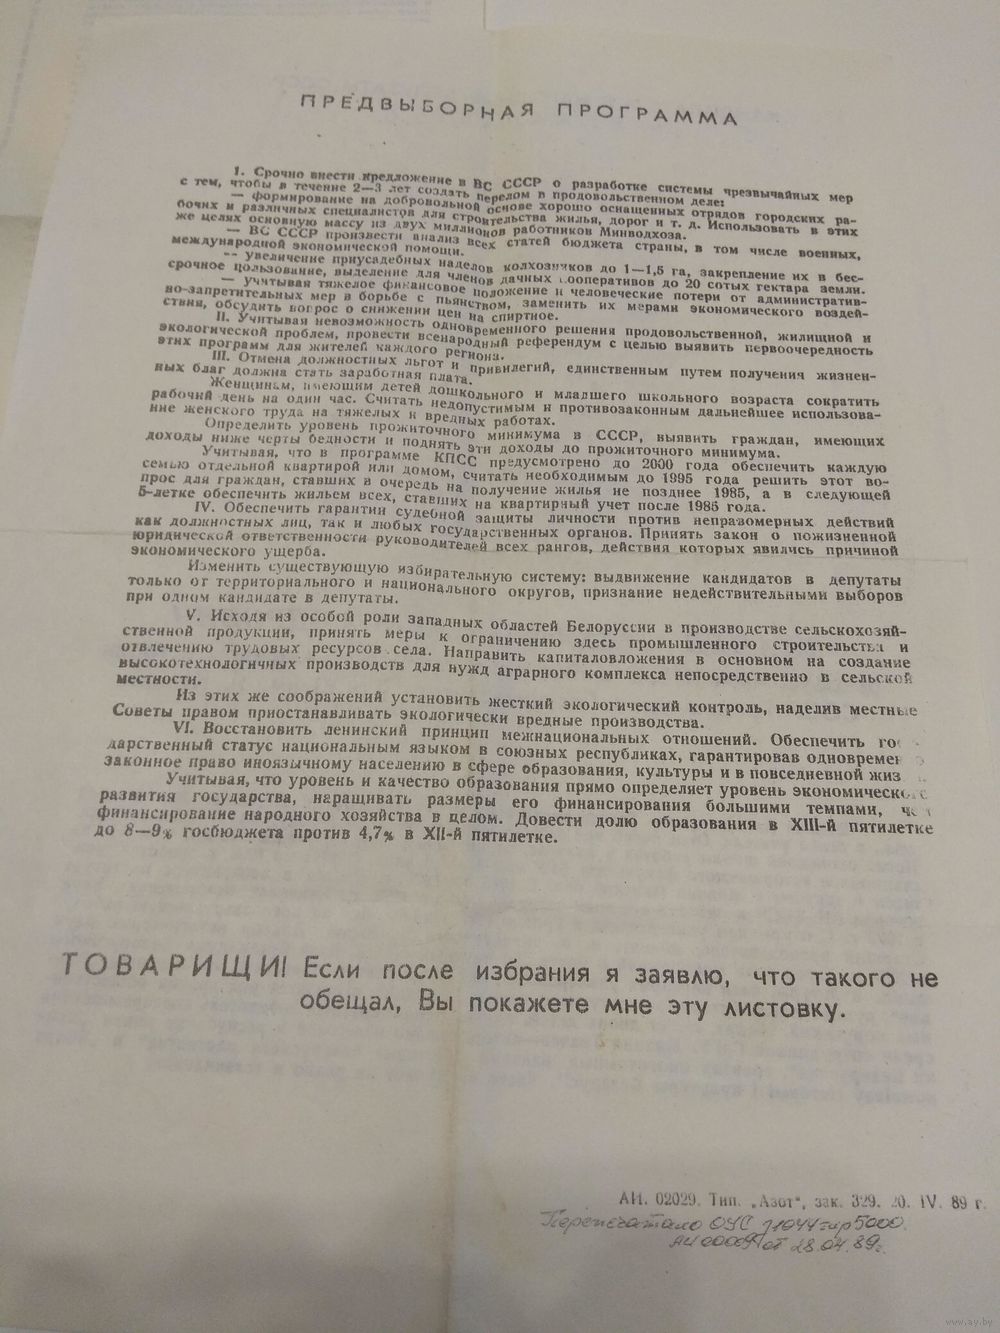 ПРЕДВЫБОРНАЯ ПРОГРАММА
I. Срочно внести предложение в ВС СССР о разработке системы чрезвычайных мер
с тем, чтобы в течение 2—3 лет создать перелом в продовольственном деле:
— формирование на добровольной основе хорошо оснащенных отрядов городских ра-
бочих и различных специалистов для строительства жилья, дорог и т. д. Использовать в этих
же целях основную массу из двух миллионов работников Минводхоза.
— ВС СССР произвести анализ всех статей бюджета страны, в том числе военных,
международной экономической помощи.
— увеличение приусадебных наделов колхозников до 1—1,5 га, закрепление их в бес-
срочное пользование, выделение для членов дачных кооперативов до 20 сотых гектара земли.
— учитывая тяжелое финансовое положение и человеческие потери от административ-
но-запретительных мер в борьбе с пьянством, заменить их мерами экономического воздей-
ствия, обсудить вопрос о снижении цен на спиртное.
II. Учитывая невозможность одновременного решения продовольственной, жилищной и
экологической проблем, провести всенародный референдум с целью выявить первоочередность
этих программ для жителей каждого региона.
III. Отмена должностных льгот и привилегий, единственным путем получения жизнен-
ных благ должна стать заработная плата.
Женщинам, имеющим детей дошкольного и младшего школьного возраста сократить
рабочий день на один час. Считать недопустимым и противозаконным дальнейшее использова-
ние женского труда на тяжелых и вредных работах.
Определить уровень прожиточного минимума в СССР, выявить граждан, имеющих
доходы ниже черты бедности и поднять эти доходы до прожиточного минимума.
Учитывая, что в программе КПСС предусмотрено до 2000 года обеспечить каждую
семью отдельной квартирой или домом, считать необходимым до 1995 года решить этот во-
прос для граждан, ставших в очередь на получение жилья не позднее 1985, а в следующей
5-летке обеспечить жильем всех, ставших на квартирный учет после 1985 года.
IV. Обеспечить гарантии судебной защиты личности против неправомерных действий
как должностных лиц, так и любых государственных органов. Принять закон о пожизненной
юридической ответственности руководителей всех рангов, действия которых явились причиной
экономического ущерба.
Изменить существующую избирательную систему: выдвижение кандидатов в депутаты
только от территориального и национального округов, признание недействительными выборов
при одном кандидате в депутаты.
V. Исходя из особой роли западных областей Белоруссии в производстве сельскохозяй-
ственной продукции, принять меры к ограничению здесь промышленного строительства и
отвлечению трудовых ресурсов села. Направить капиталовложения в основном на создание
высокотехнологичных производств для нужд аграрного комплекса непосредственно в сельской
местности.
Из этих же соображений установить жесткий экологический контроль, наделив местные
Советы правом приостанавливать экологически вредные производства.
VI. Восстановить ленинский принцип межнациональных отношений. Обеспечить го
дарственный статус национальным языком в союзных республиках, гарантировав одновремен
законное право иноязычному населению в сфере образования, культуры и в повседневной жиз
Учитывая, что уровень и качество образования прямо определяет уровень экономическо
развития государства, наращивать размеры его финансирования большими темпами, че
финансирование народного хозяйства в целом. Довести долю образования в XIII-й пятилетке
до 8—9% госбюджета против 4,7% в XII-й пятилетке.
ТОВАРИЩИ! Если после избрания я заявлю, что такого не
обещал, Вы покажете мне эту листовку.
АИ. 02029. Тип. „Азот“, зак. 329. 20. IV. 89 г.
Перепечатано ОУС 5000.
от 28.04.89г.
www.ay.by